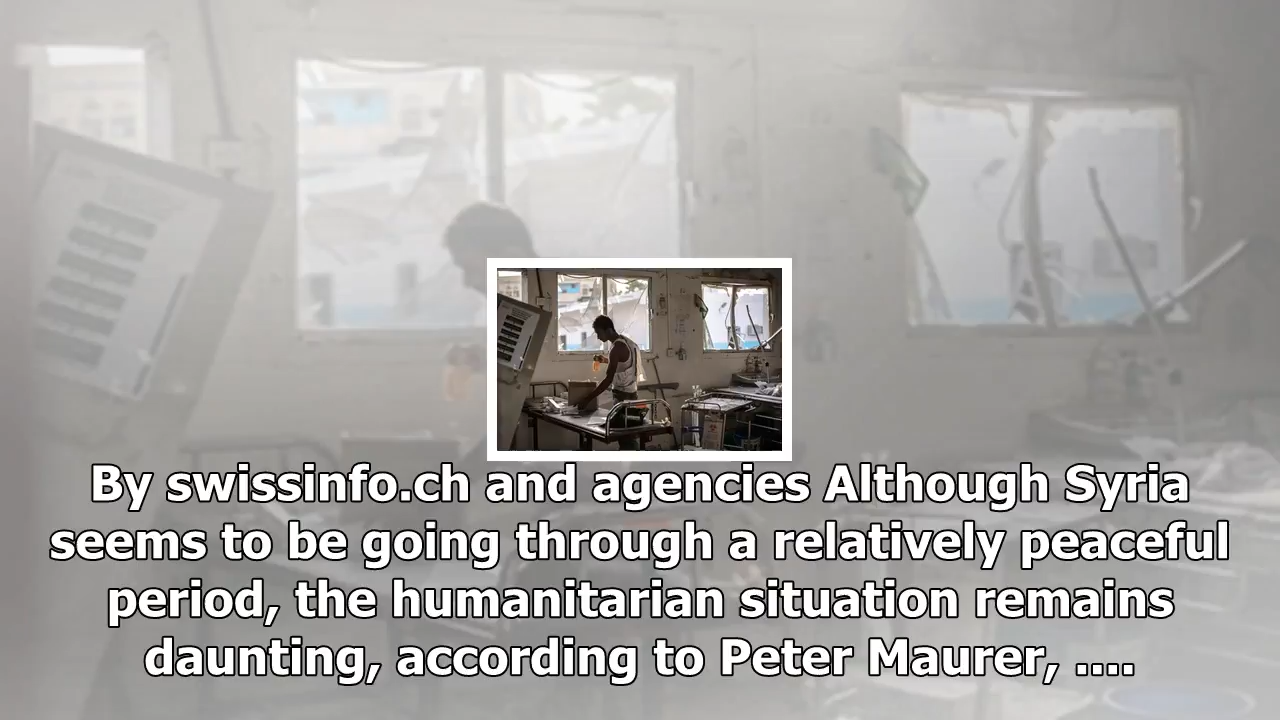 By swissinfo.ch and agencies Although Syria
seems to be going through a relatively peaceful
period, the humanitarian situation remains
daunting, according to Peter Maurer, ....